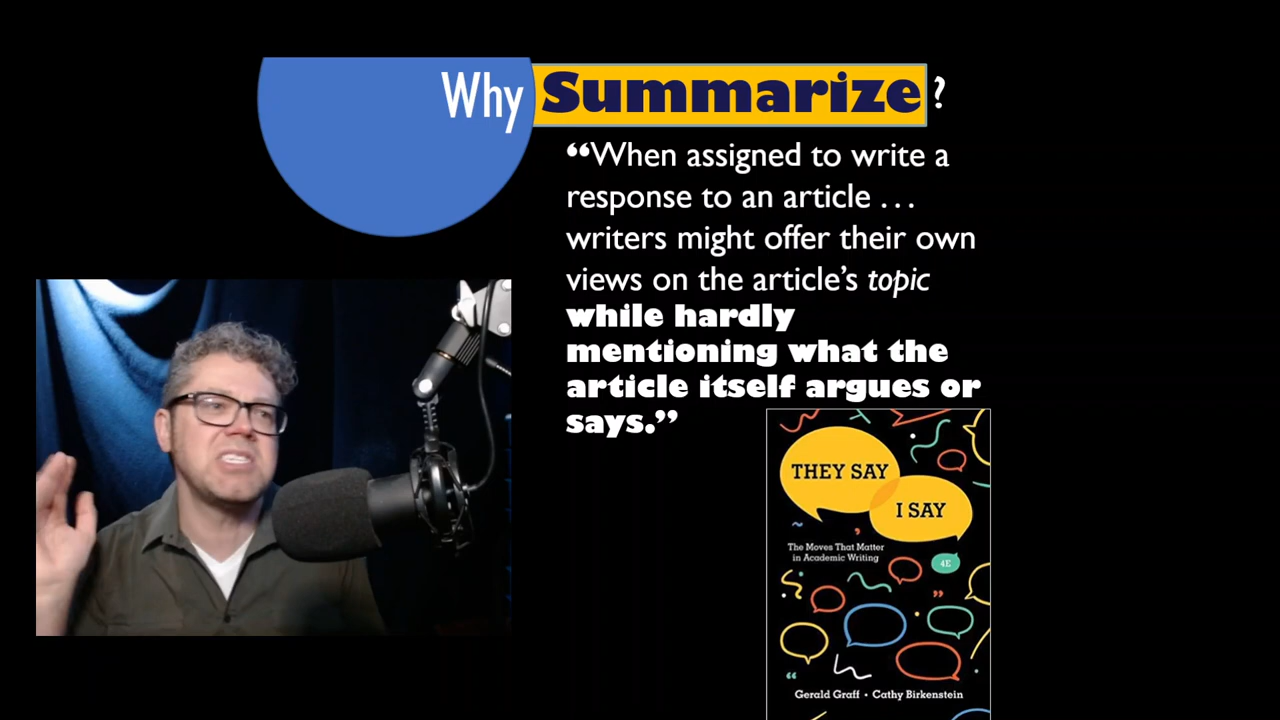 Why Summarize ?
“When assigned to write a
response to an article ...
writers might offer their own
views on the article’s topic
while hardly
mentioning what the
article itself argues or
says.”
THEY SAY
I SAY
The Moves That Matter
in Academic Writing
4E
Gerald Graff • Cathy Birkenstein